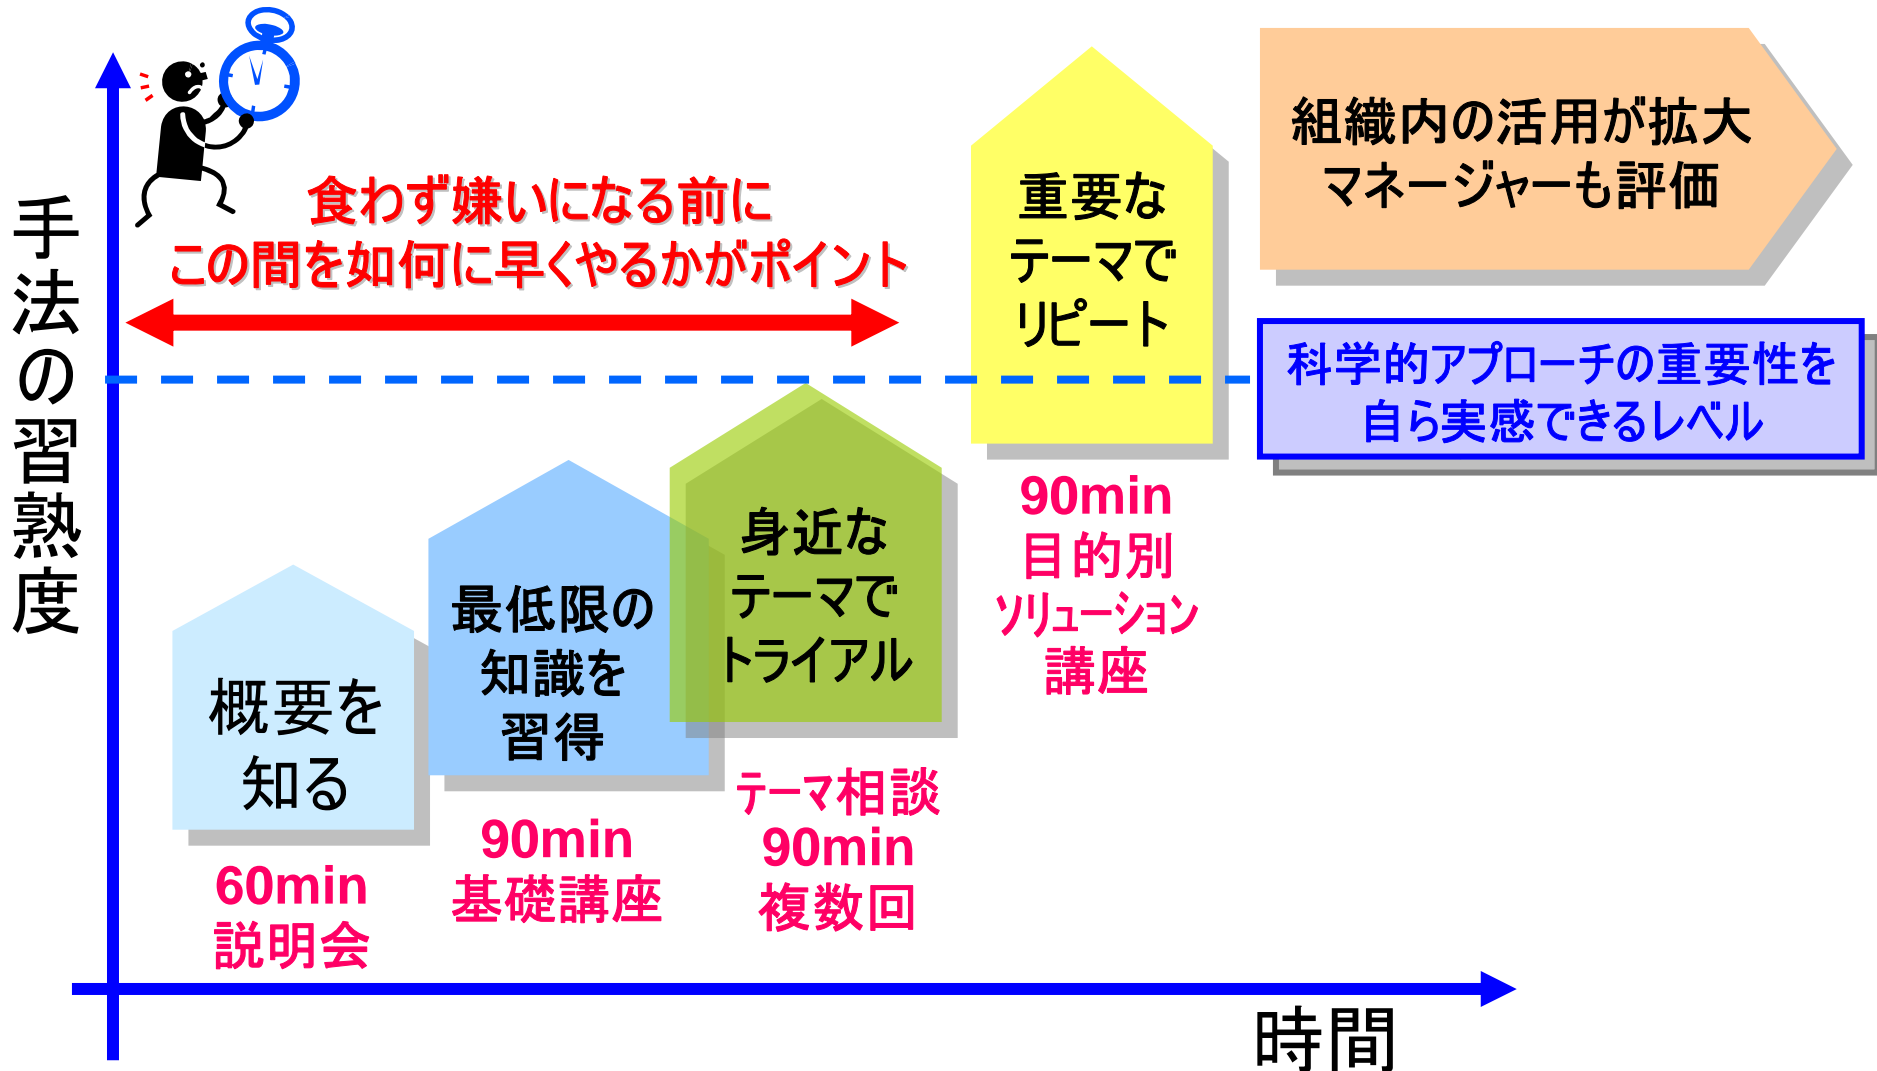 手法の習熟度
食わず嫌いになる前に
この間を如何に早くやるかがポイント
概要を
知る
60min
説明会
最低限の
知識を
習得
90min
基礎講座
身近な
テーマで
トライアル
テーマ相談
90min
複数回
重要な
テーマで
リピート
90min
目的別
ソリューション
講座
組織内の活用が拡大
マネージャーも評価
科学的アプローチの重要性を
自ら実感できるレベル
時間